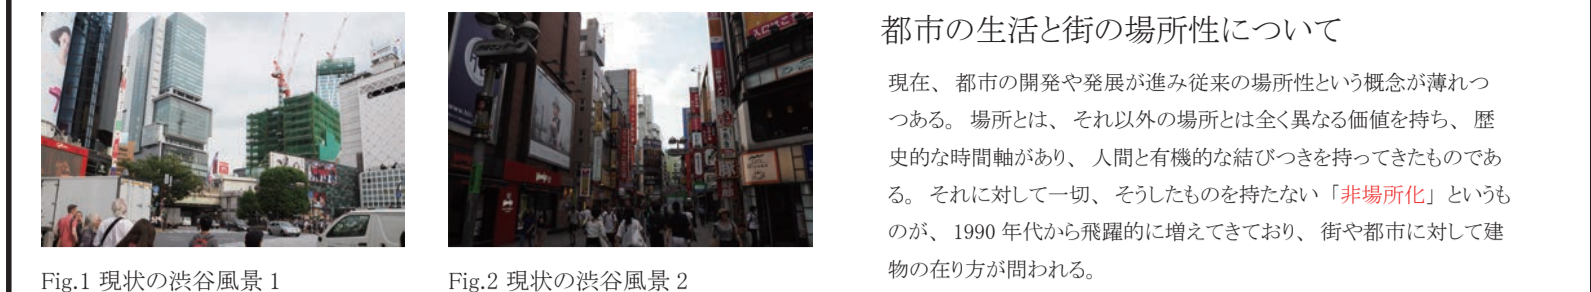 Fig.1 現状の渋谷風景 1
Fig.2 現状の渋谷風景 2
都市の生活と街の場所性について
現在、都市の開発や発展が進み従来の場所性という概念が薄れつ
つある。場所とは、それ以外の場所とは全く異なる価値を持ち、歴
史的な時間軸があり、人間と有機的な結びつきを持ってきたものであ
る。それに対して一切、そうしたものを持たない「非場所化」というも
のが、1990 年代から飛躍的に増えてきており、街や都市に対して建
物の在り方が問われる。